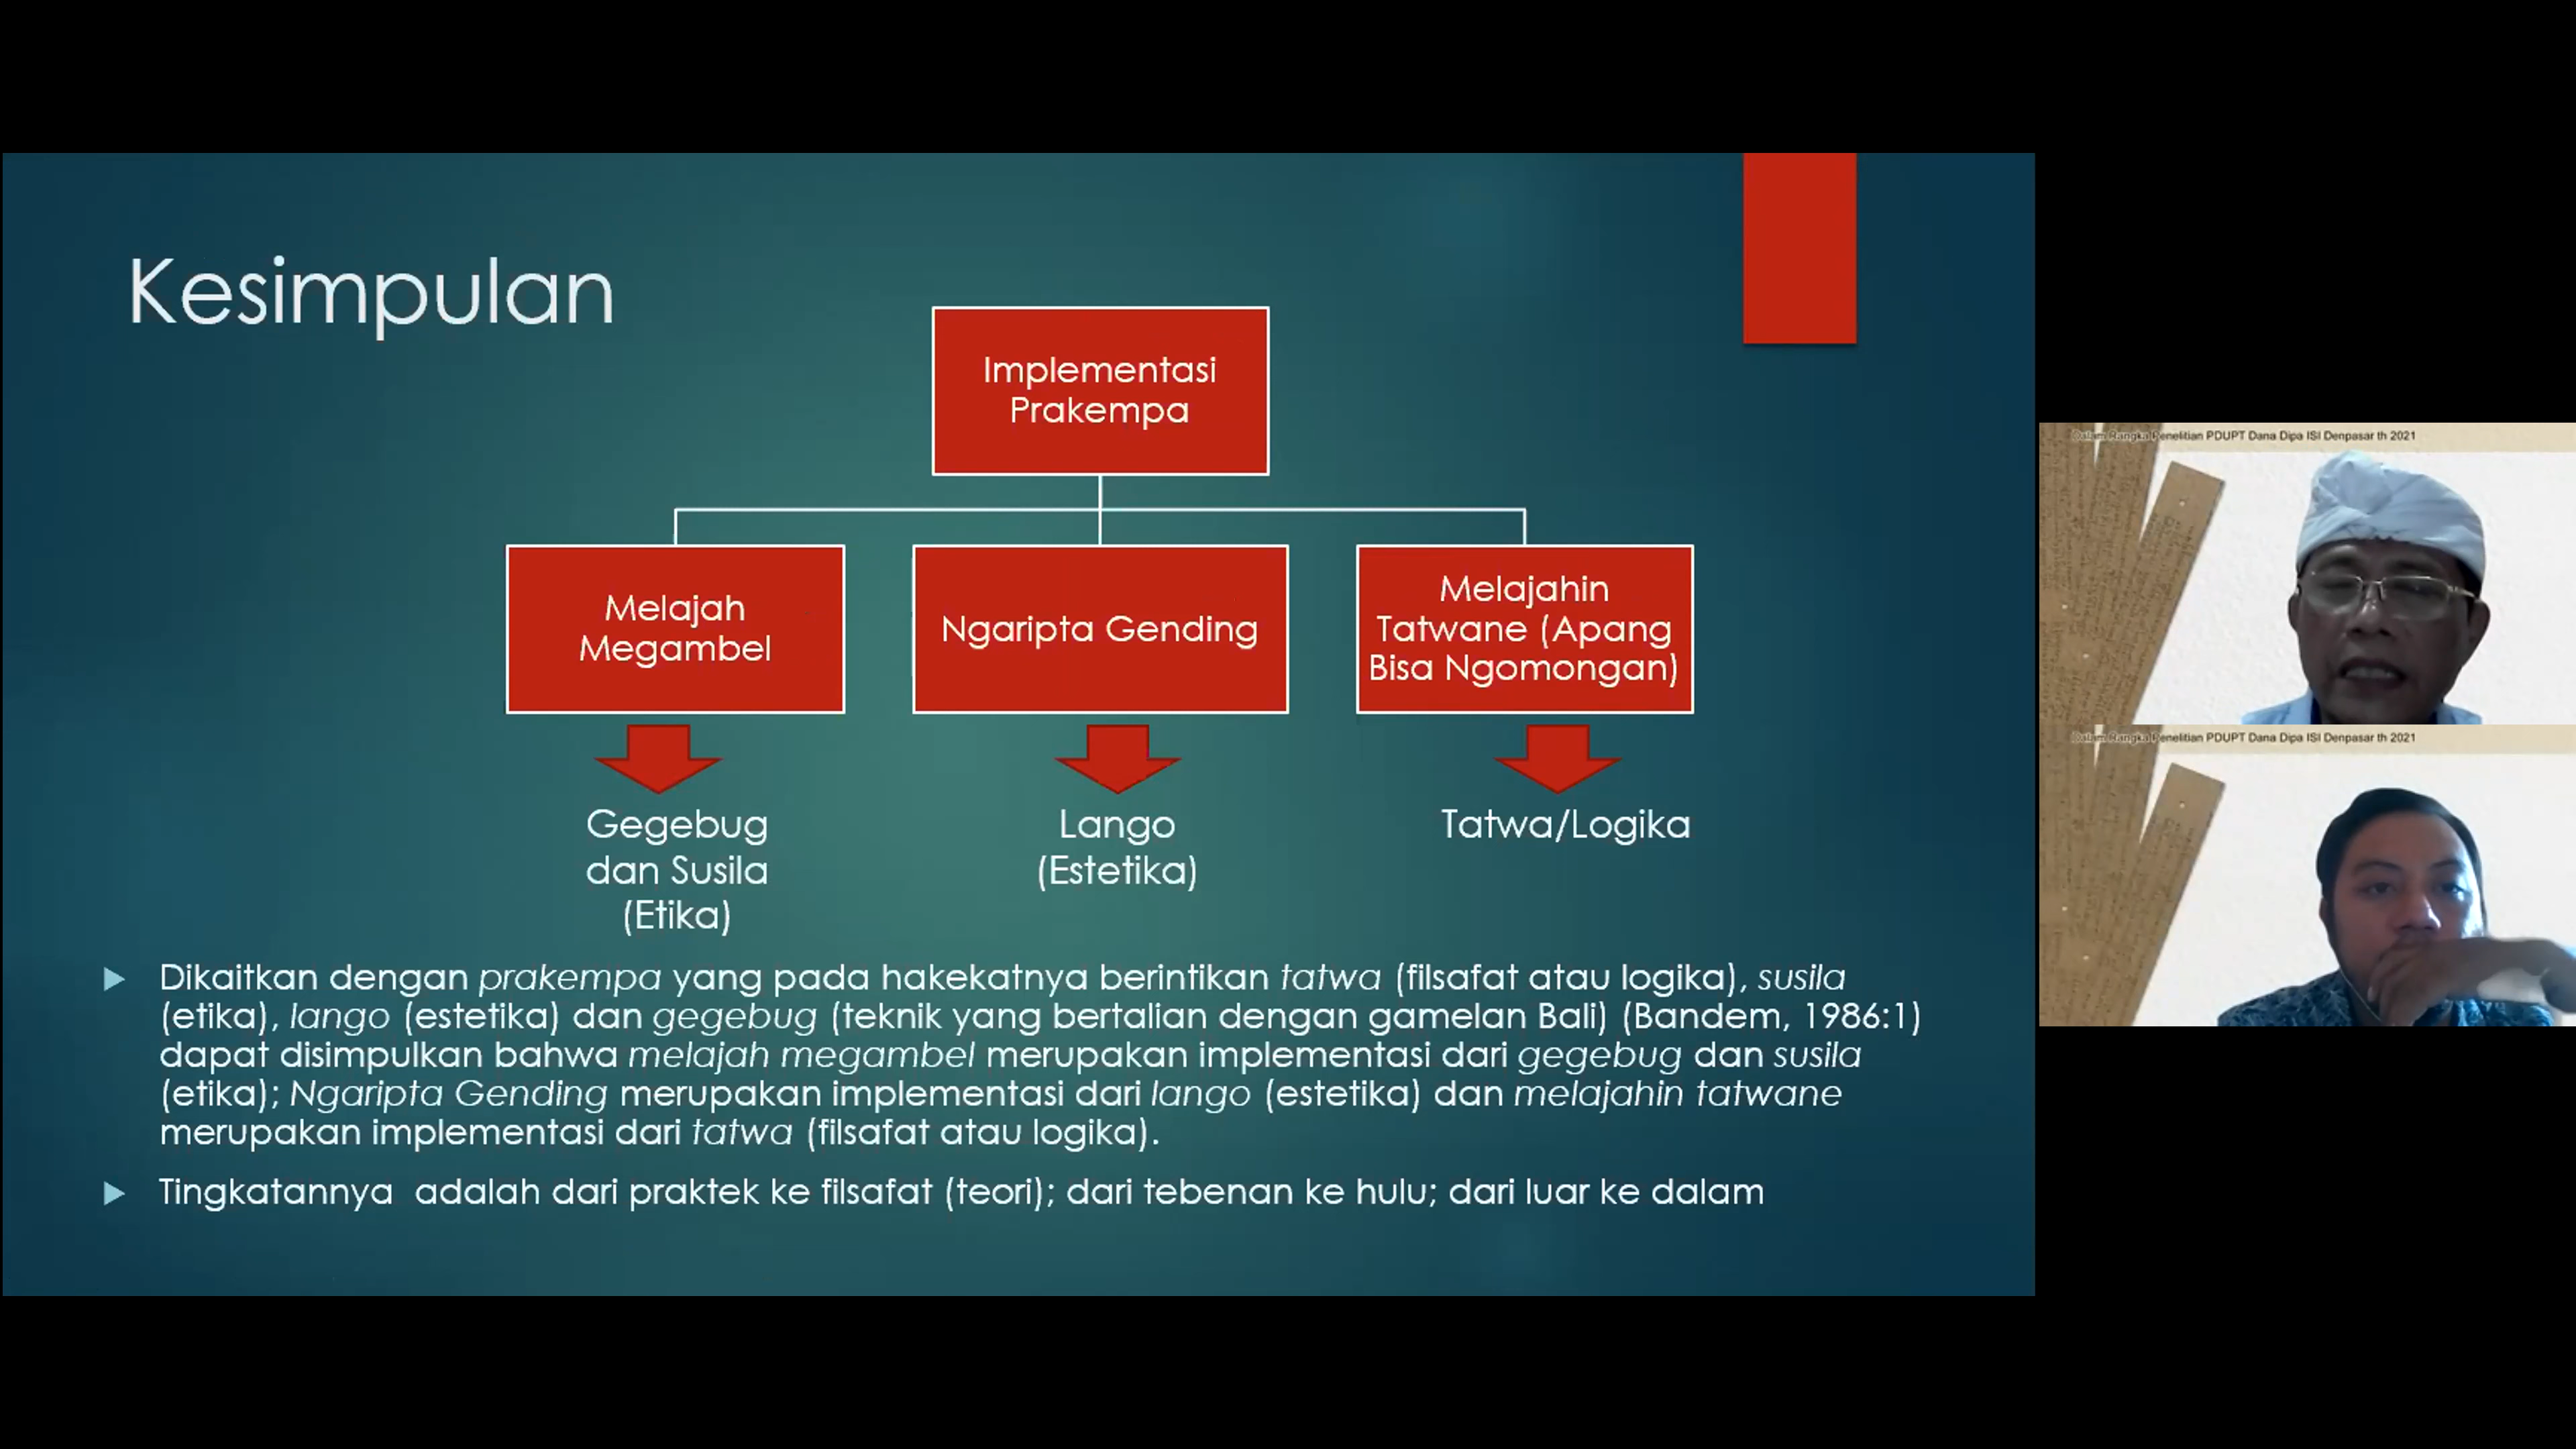 Kesimpulan
Implementasi
Prakempa
Melajah
Megambel
Ngaripta Gending
Melajahin
Tatwane (Apang
Bisa Ngomongan)
Gegebug
dan Susila
(Etika)
Lango
(Estetika)
Tatwa/Logika
Dikaitkan dengan prakempa yang pada hakekatnya berintikan tatwa (filsafat atau logika), susila
(etika), lango (estetika) dan gegebug (teknik yang bertalian dengan gamelan Bali) (Bandem, 1986:1)
dapat disimpulkan bahwa melajah megambel merupakan implementasi dari gegebug dan susila
(etika); Ngaripta Gending merupakan implementasi dari lango (estetika) dan melajahin tatwane
merupakan implementasi dari tatwa (filsafat atau logika).
Tingkatannya adalah dari praktek ke filsafat (teori); dari tebenan ke hulu; dari luar ke dalam
Dalam Rangka Penelitian PDUPT Dana Dipa ISI Denpasar th 2021
Dalam Rangka Penelitian PDUPT Dana Dipa ISI Denpasar th 2021